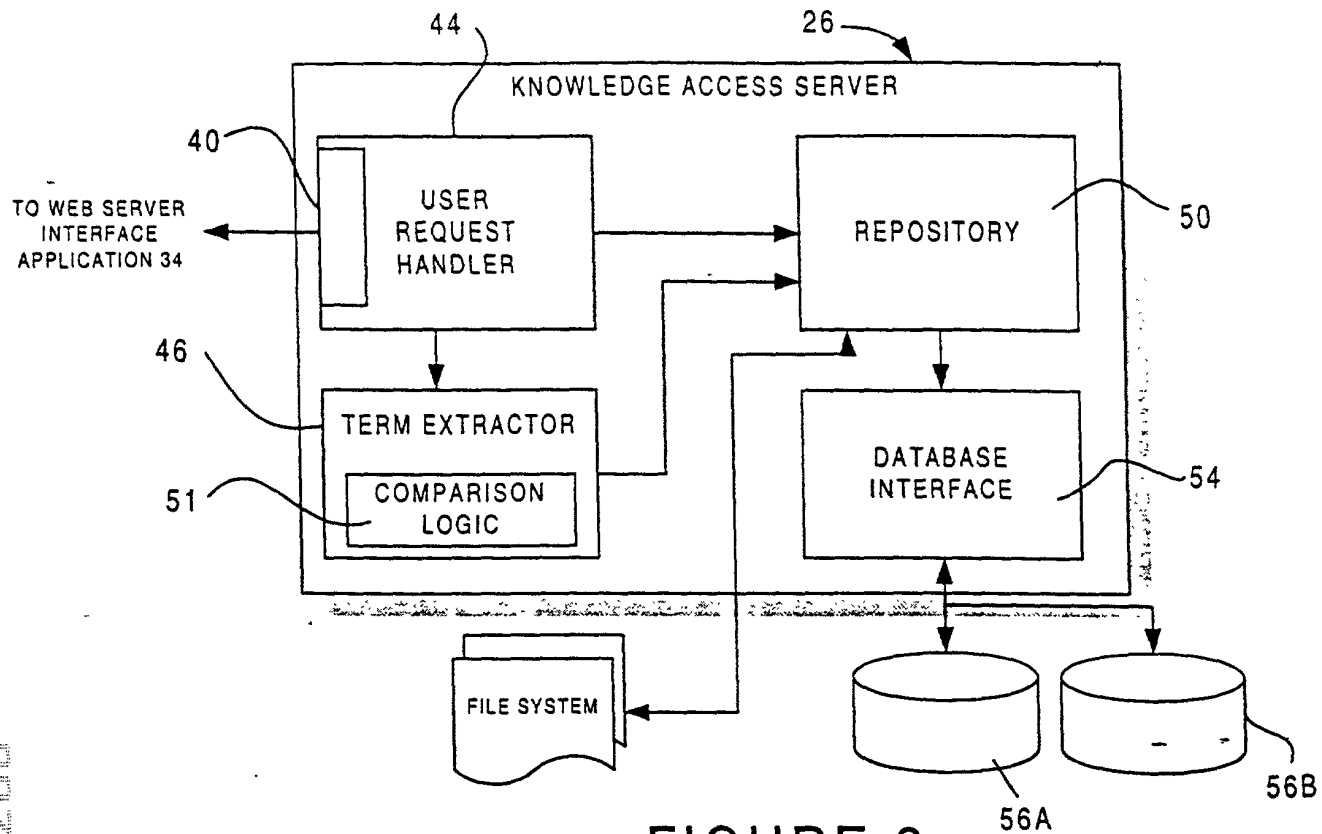 44
26
KNOWLEDGE ACCESS SERVER
40
TO WEB SERVER
INTERFACE
APPLICATION 34
USER
REQUEST
HANDLER
REPOSITORY
50
46
TERM EXTRACTOR
51
COMPARISON
LOGIC
DATABASE
INTERFACE
54
FILE SYSTEM
56A
56B
FIGURE